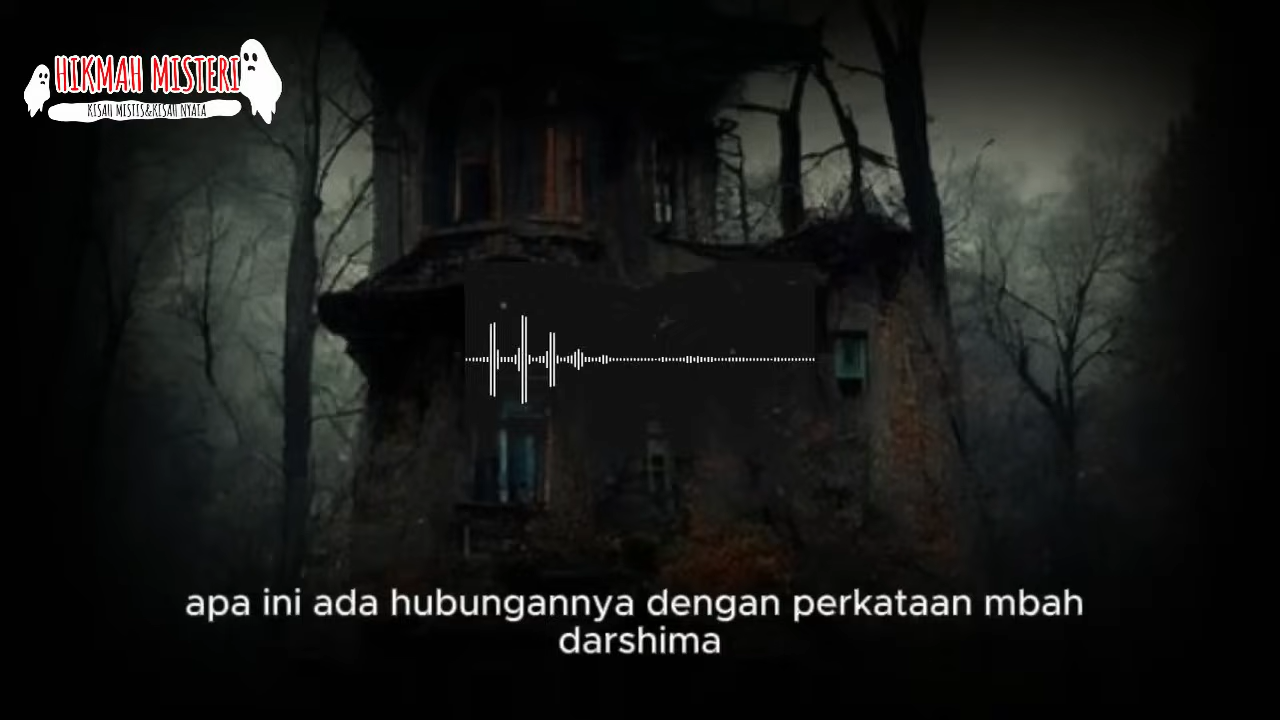 HIKMAH MISTERI
KISAH MISTIS&KISAH NYATA
apa ini ada hubungannya dengan perkataan mbah
darshima